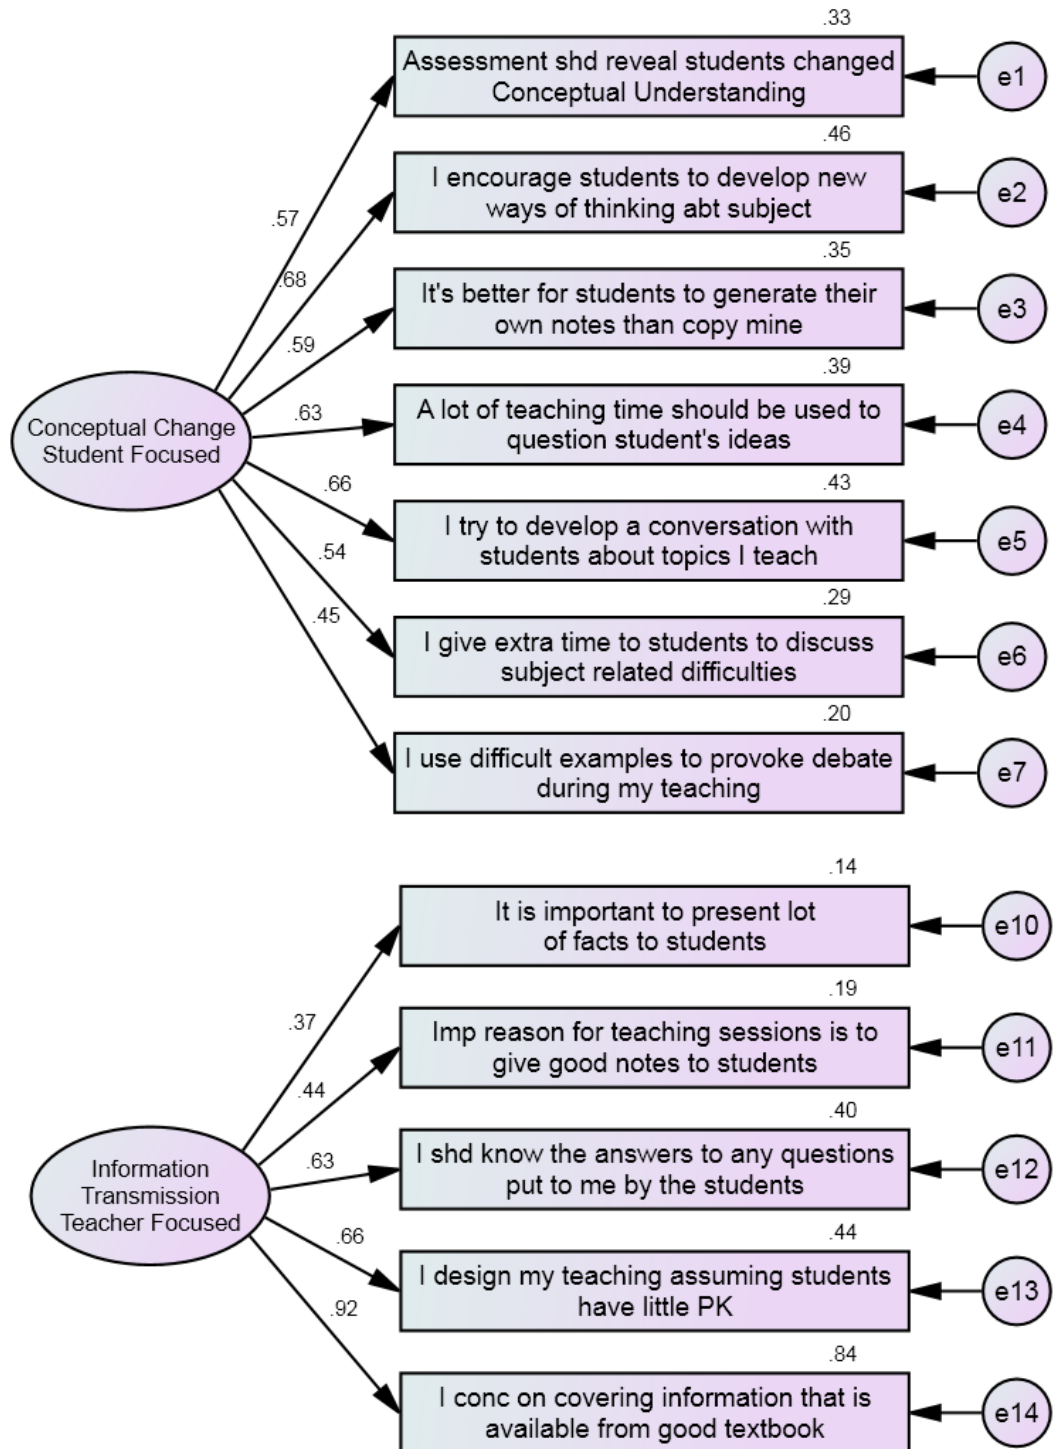 .33
Assessment shd reveal students changed
Conceptual Understanding
e1
.46
I encourage students to develop new
ways of thinking abt subject
e2
.57
.68
.35
It's better for students to generate their
own notes than copy mine
e3
.59
.39
A lot of teaching time should be used to
question student's ideas
e4
.63
Conceptual Change
Student Focused
.66
.43
I try to develop a conversation with
students about topics I teach
e5
.54
.29
I give extra time to students to discuss
subject related difficulties
e6
.45
.20
I use difficult examples to provoke debate
during my teaching
e7
.14
It is important to present lot
of facts to students
e10
.37
.19
Imp reason for teaching sessions is to
give good notes to students
e11
.44
.40
I shd know the answers to any questions
put to me by the students
e12
.63
Information
Transmission
Teacher Focused
.66
.44
I design my teaching assuming students
have little PK
e13
.92
.84
I conc on covering information that is
available from good textbook
e14